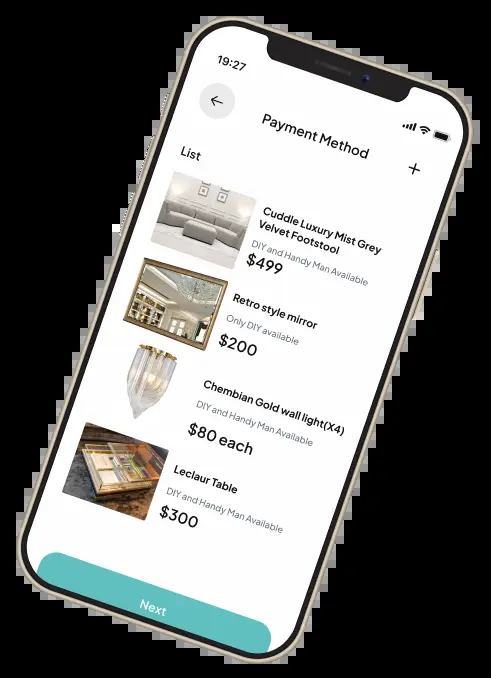 19:27
Payment Method
List
Cuddle Luxury Mist Grey
Velvet Footstool
DIY and Handy Man Available
$499
Retro style mirror
Only DIY available
$200
Chembian Gold wall light(X4)
DIY and Handy Man Available
$80 each
Leclaur Table
DIY and Handy Man Available
$300
Next